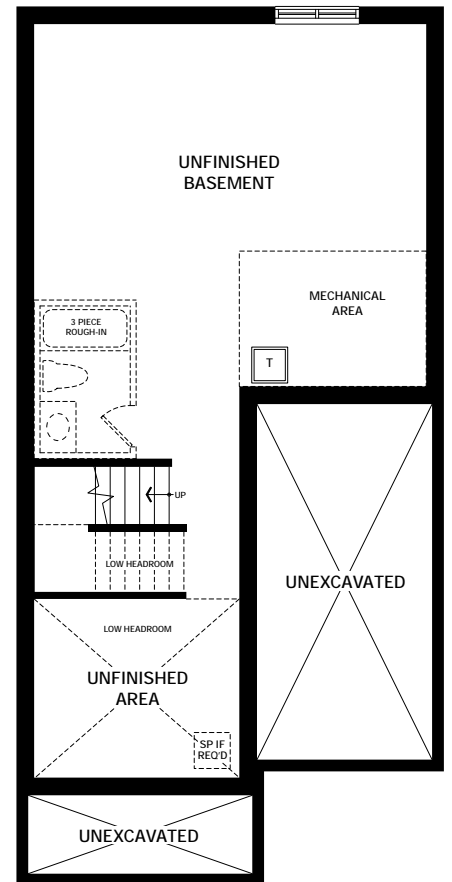 UNFINISHED
BASEMENT
MECHANICAL
AREA
3 PIECE
ROUGH-IN
T
UP
LOW HEADROOM
UNEXCAVATED
LOW HEADROOM
UNFINISHED
AREA
SP IF
REQ'D
UNEXCAVATED